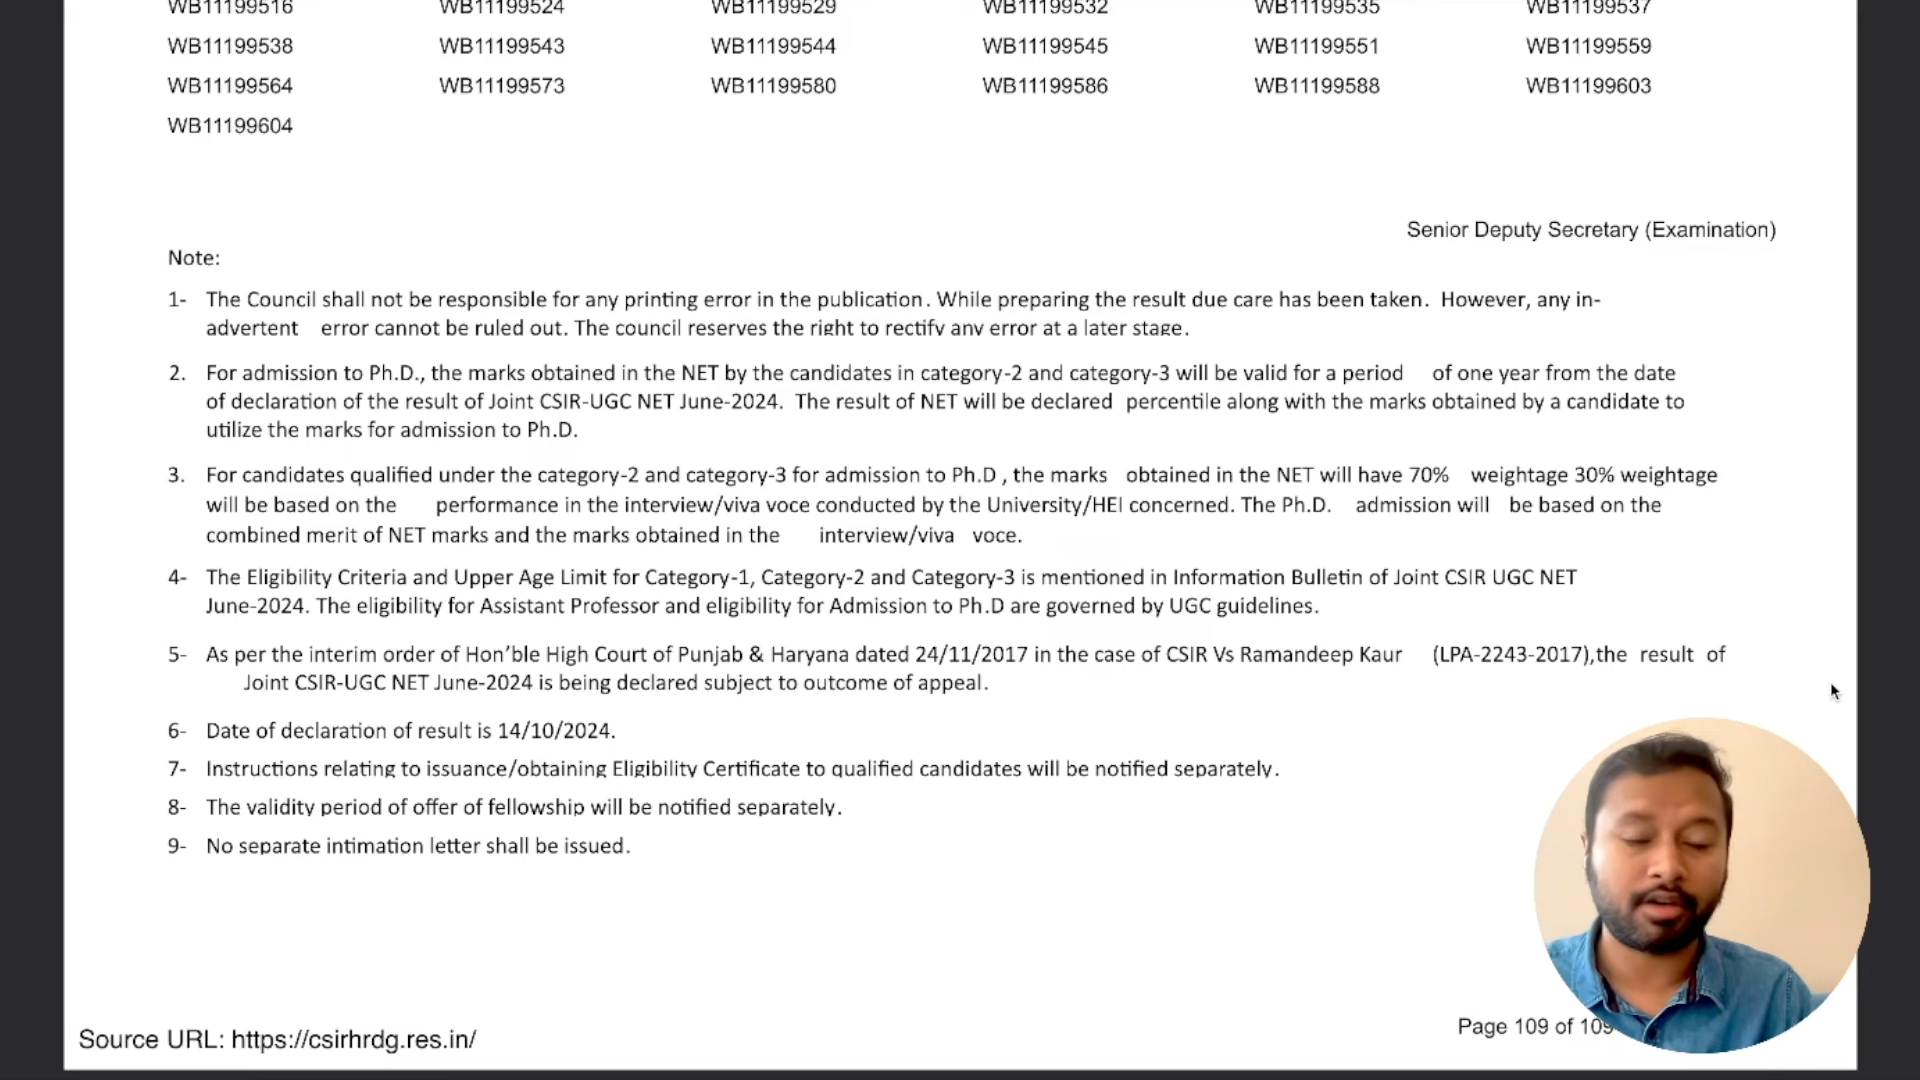 WB11199516 WB11199524 WB11199529 WB11199532 WB11199535 WB11199537
WB11199538 WB11199543 WB11199544 WB11199545 WB11199551 WB11199559
WB11199564 WB11199573 WB11199580 WB11199586 WB11199588 WB11199603
WB11199604
Senior Deputy Secretary (Examination)
Note:
1- The Council shall not be responsible for any printing error in the publication. While preparing the result due care has been taken. However, any in-
advertent error cannot be ruled out. The council reserves the right to rectify any error at a later stage.
2. For admission to Ph.D., the marks obtained in the NET by the candidates in category-2 and category-3 will be valid for a period of one year from the date
of declaration of the result of Joint CSIR-UGC NET June-2024. The result of NET will be declared percentile along with the marks obtained by a candidate to
utilize the marks for admission to Ph.D.
3. For candidates qualified under the category-2 and category-3 for admission to Ph.D , the marks obtained in the NET will have 70% weightage 30% weightage
will be based on the performance in the interview/viva voce conducted by the University/HEI concerned. The Ph.D. admission will be based on the
combined merit of NET marks and the marks obtained in the interview/viva voce.
4- The Eligibility Criteria and Upper Age Limit for Category-1, Category-2 and Category-3 is mentioned in Information Bulletin of Joint CSIR UGC NET
June-2024. The eligibility for Assistant Professor and eligibility for Admission to Ph.D are governed by UGC guidelines.
5- As per the interim order of Hon’ble High Court of Punjab & Haryana dated 24/11/2017 in the case of CSIR Vs Ramandeep Kaur (LPA-2243-2017),the result of
Joint CSIR-UGC NET June-2024 is being declared subject to outcome of appeal.
6- Date of declaration of result is 14/10/2024.
7- Instructions relating to issuance/obtaining Eligibility Certificate to qualified candidates will be notified separately.
8- The validity period of offer of fellowship will be notified separately.
9- No separate intimation letter shall be issued.
Page 109 of 109
Source URL: https://csirhrdg.res.in/